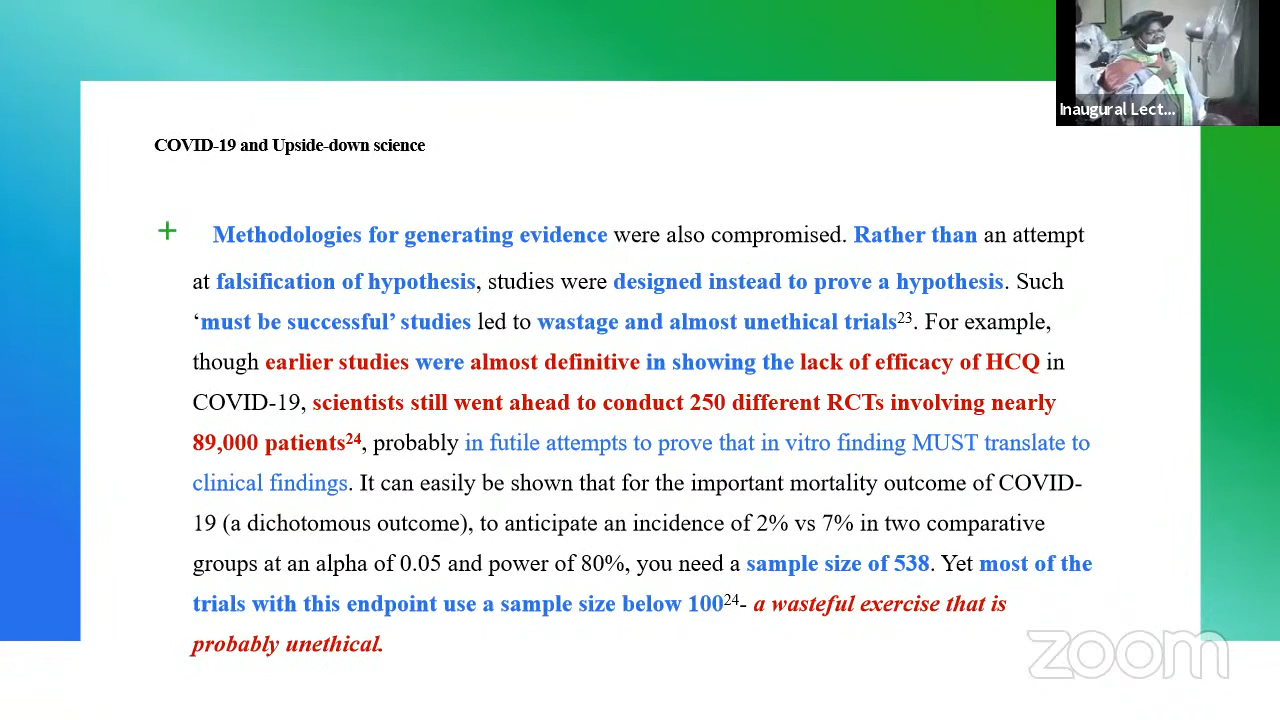 Inaugural Lect...
COVID-19 and Upside-down science
+ Methodologies for generating evidence were also compromised. Rather than an attempt
at falsification of hypothesis, studies were designed instead to prove a hypothesis. Such
‘must be successful’ studies led to wastage and almost unethical trials²³. For example,
though earlier studies were almost definitive in showing the lack of efficacy of HCQ in
COVID-19, scientists still went ahead to conduct 250 different RCTs involving nearly
89,000 patients²⁴, probably in futile attempts to prove that in vitro finding MUST translate to
clinical findings. It can easily be shown that for the important mortality outcome of COVID-
19 (a dichotomous outcome), to anticipate an incidence of 2% vs 7% in two comparative
groups at an alpha of 0.05 and power of 80%, you need a sample size of 538. Yet most of the
trials with this endpoint use a sample size below 100²⁴- a wasteful exercise that is
probably unethical.
zoom